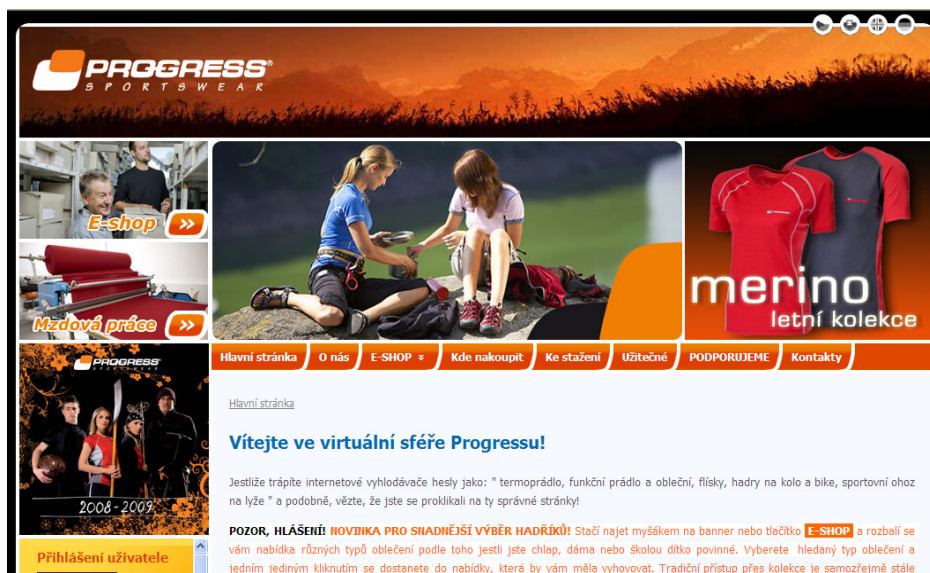 PROGRESS®
SPORTSWEAR
E-shop
Mzdová práce
merino
letní kolekce
PROGRESS
SPORTSWEAR
2008 - 2009
Přihlášení uživatele
Hlavní stránka O nás E-SHOP Kde nakoupit Ke stažení Užitečné PODPORUJEME Kontakty
Hlavní stránka
Vítejte ve virtuální sféře Progressu!
Jestliže trápíte internetové vyhlodávače hesly jako: " termoprádlo, funkční prádlo a obleční, flísky, hadry na kolo a bike, sportovní ohoz
na lyže " a podobně, vězte, že jste se proklikali na ty správné stránky!
POZOR, HLÁŠENÍ! NOVINKA PRO SNADNĚJŠÍ VÝBĚR HADŘÍKŮ! Stačí najet myšákem na banner nebo tlačítko E-SHOP a rozbalí se
vám nabídka různých typů oblečení podle toho jestli jste chlap, dáma nebo školou dítko povinné. Vyberete hledaný typ oblečení a
jedním jediným kliknutím se dostanete do nabídky, která by vám měla vyhovovat. Tradiční přístup přes kolekce je samozřejmě stále